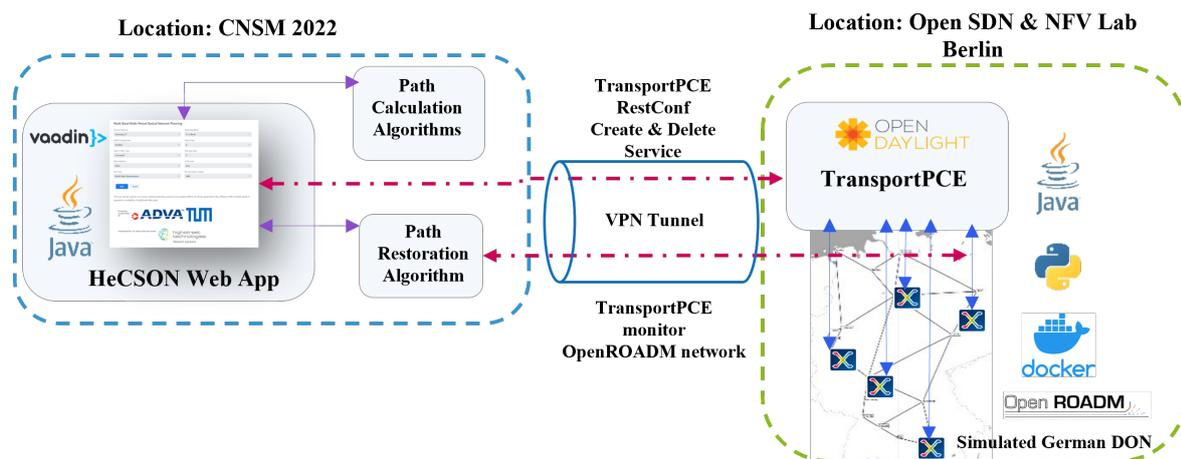 Location: CNSM 2022
Location: Open SDN & NFV Lab
Berlin
vaadin}>
Java
ADVA TUM
HeCSON Web App
Path
Calculation
Algorithms
Path
Restoration
Algorithm
TransportPCE
RestConf
Create & Delete
Service
VPN Tunnel
TransportPCE
monitor
OpenROADM network
OPEN
DAYLIGHT
TransportPCE
Java
docker
Open ROADM
Simulated German DON